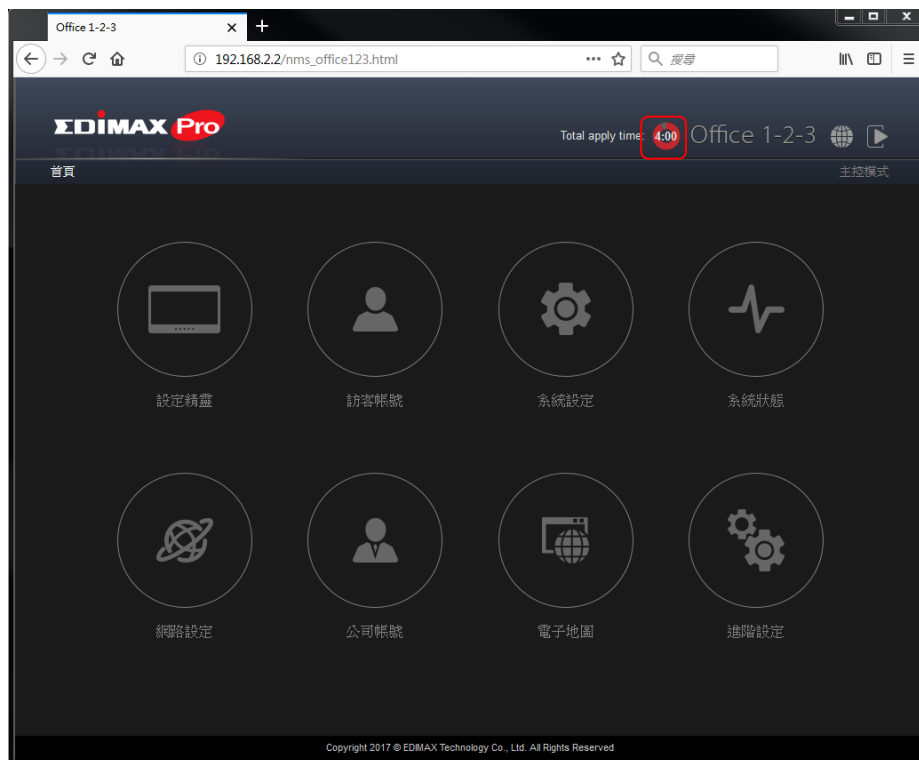 Office 1-2-3
192.168.2.2/nms_office123.html
搜尋
EDIMAX Pro
Total apply time: 4:00 Office 1-2-3
首頁
主控模式
設定精靈
訪客帳號
系統設定
系統狀態
網路設定
公司帳號
電子地圖
進階設定
Copyright 2017 © EDIMAX Technology Co., Ltd. All Rights Reserved